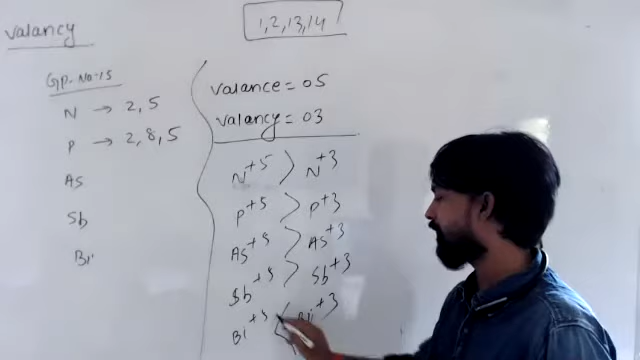 valancy
1,2,13,14
GP-No-15
N → 2,5
P → 2,8,5
As
Sb
Bi
valance = 05
valancy = 03
N+5 > N+3
P+5 > P+3
As+5 > As+3
Sb+5 > Sb+3
Bi+5 < Bi+3